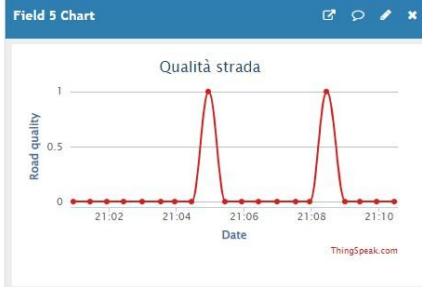 Field 5 Chart
Qualità strada
Road quality
1
0.5
0
21:02 21:04 21:06 21:08 21:10
Date
ThingSpeak.com